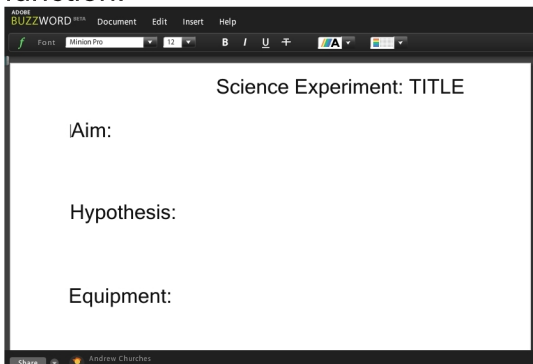 function.
ADOBE
BUZZWORD BETA Document Edit Insert Help
f Font Minion Pro 12 B I U T A
Science Experiment: TITLE
Aim:
Hypothesis:
Equipment:
Share Andrew Churches